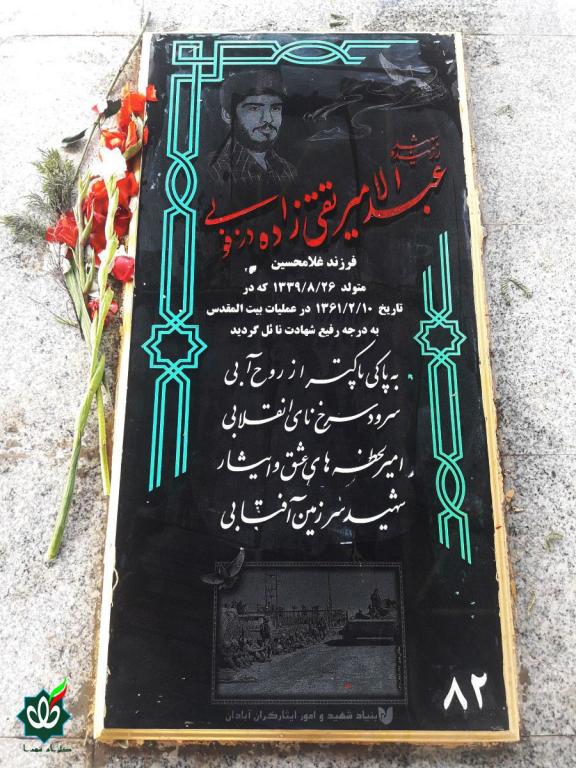 رزمنده شهید
عبدالامیر تقی زاده دزفولی
فرزند غلامحسین
متولد ۱۳۳۹/۸/۲۶ که در
تاریخ ۱۳۶۱/۲/۱۰ در عملیات بیت المقدس
به درجه رفیع شهادت نائل گردید
به پاکی پاکتر از روح آبی
سرود سرخ نای انقلابی
امیر لحظه های عشق و ایثار
شهید سرزمین آفتابی
بنیاد شهید و امور ایثارگران آبادان
۸۲